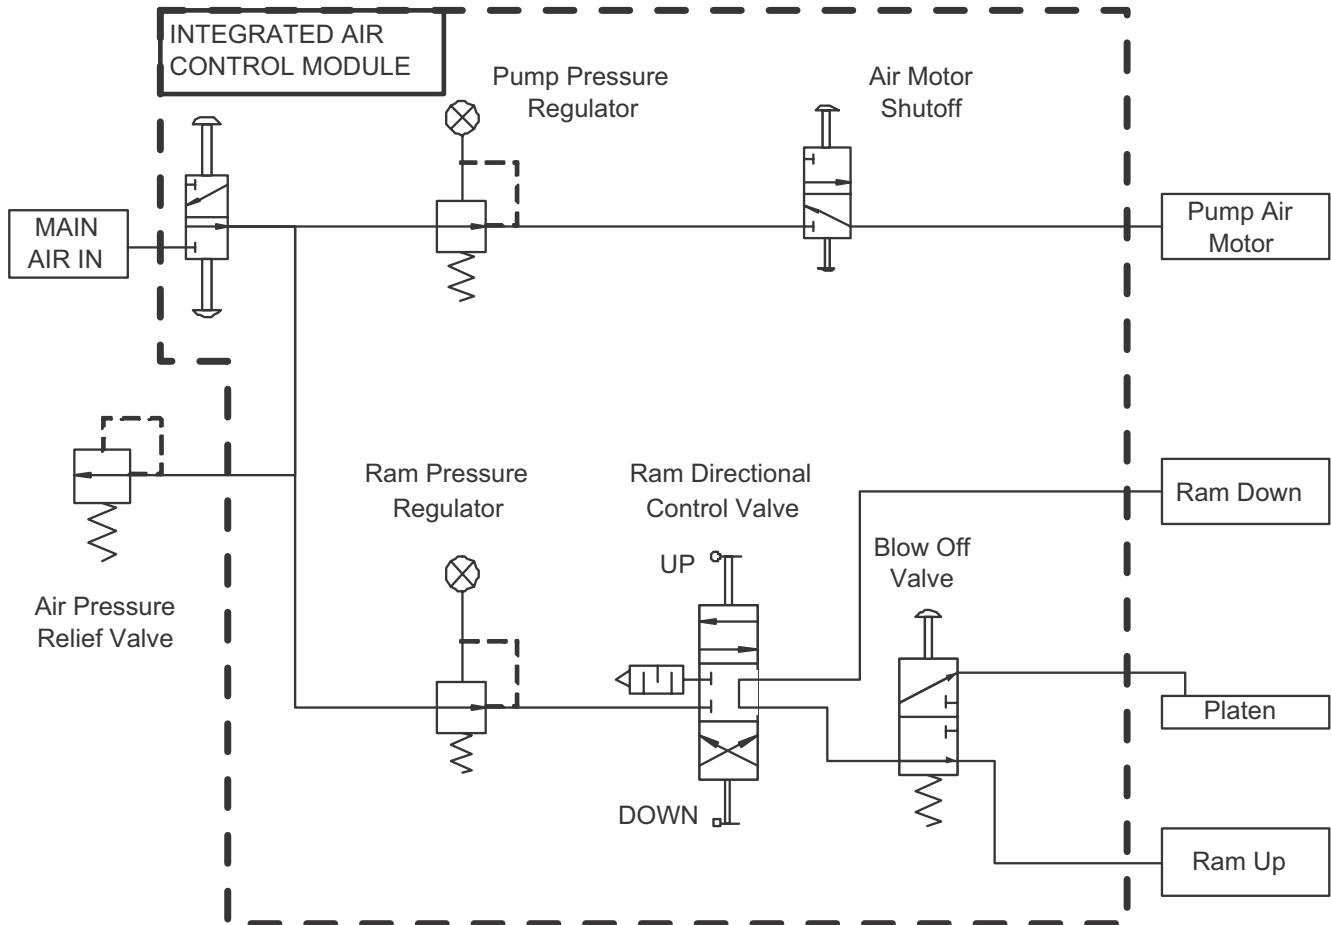 INTEGRATED AIR
CONTROL MODULE
Pump Pressure
Regulator
Air Motor
Shutoff
MAIN
AIR IN
Pump Air
Motor
Ram Pressure
Regulator
Ram Directional
Control Valve
Ram Down
UP
Blow Off
Valve
Air Pressure
Relief Valve
Platen
DOWN
Ram Up